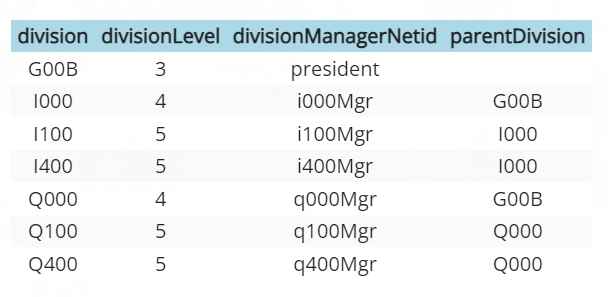 division divisionLevel divisionManagerNetid parentDivision
G00B 3 president
I000 4 i000Mgr G00B
I100 5 i100Mgr I000
I400 5 i400Mgr I000
Q000 4 q000Mgr G00B
Q100 5 q100Mgr Q000
Q400 5 q400Mgr Q000